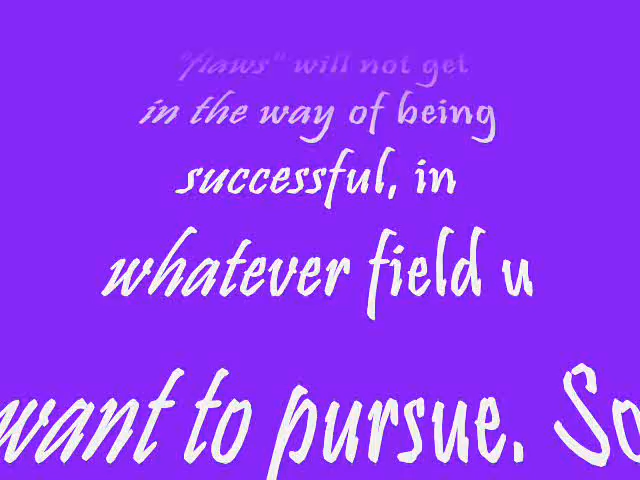 "flaws" will not get
in the way of being
successful, in
whatever field u
want to pursue. So